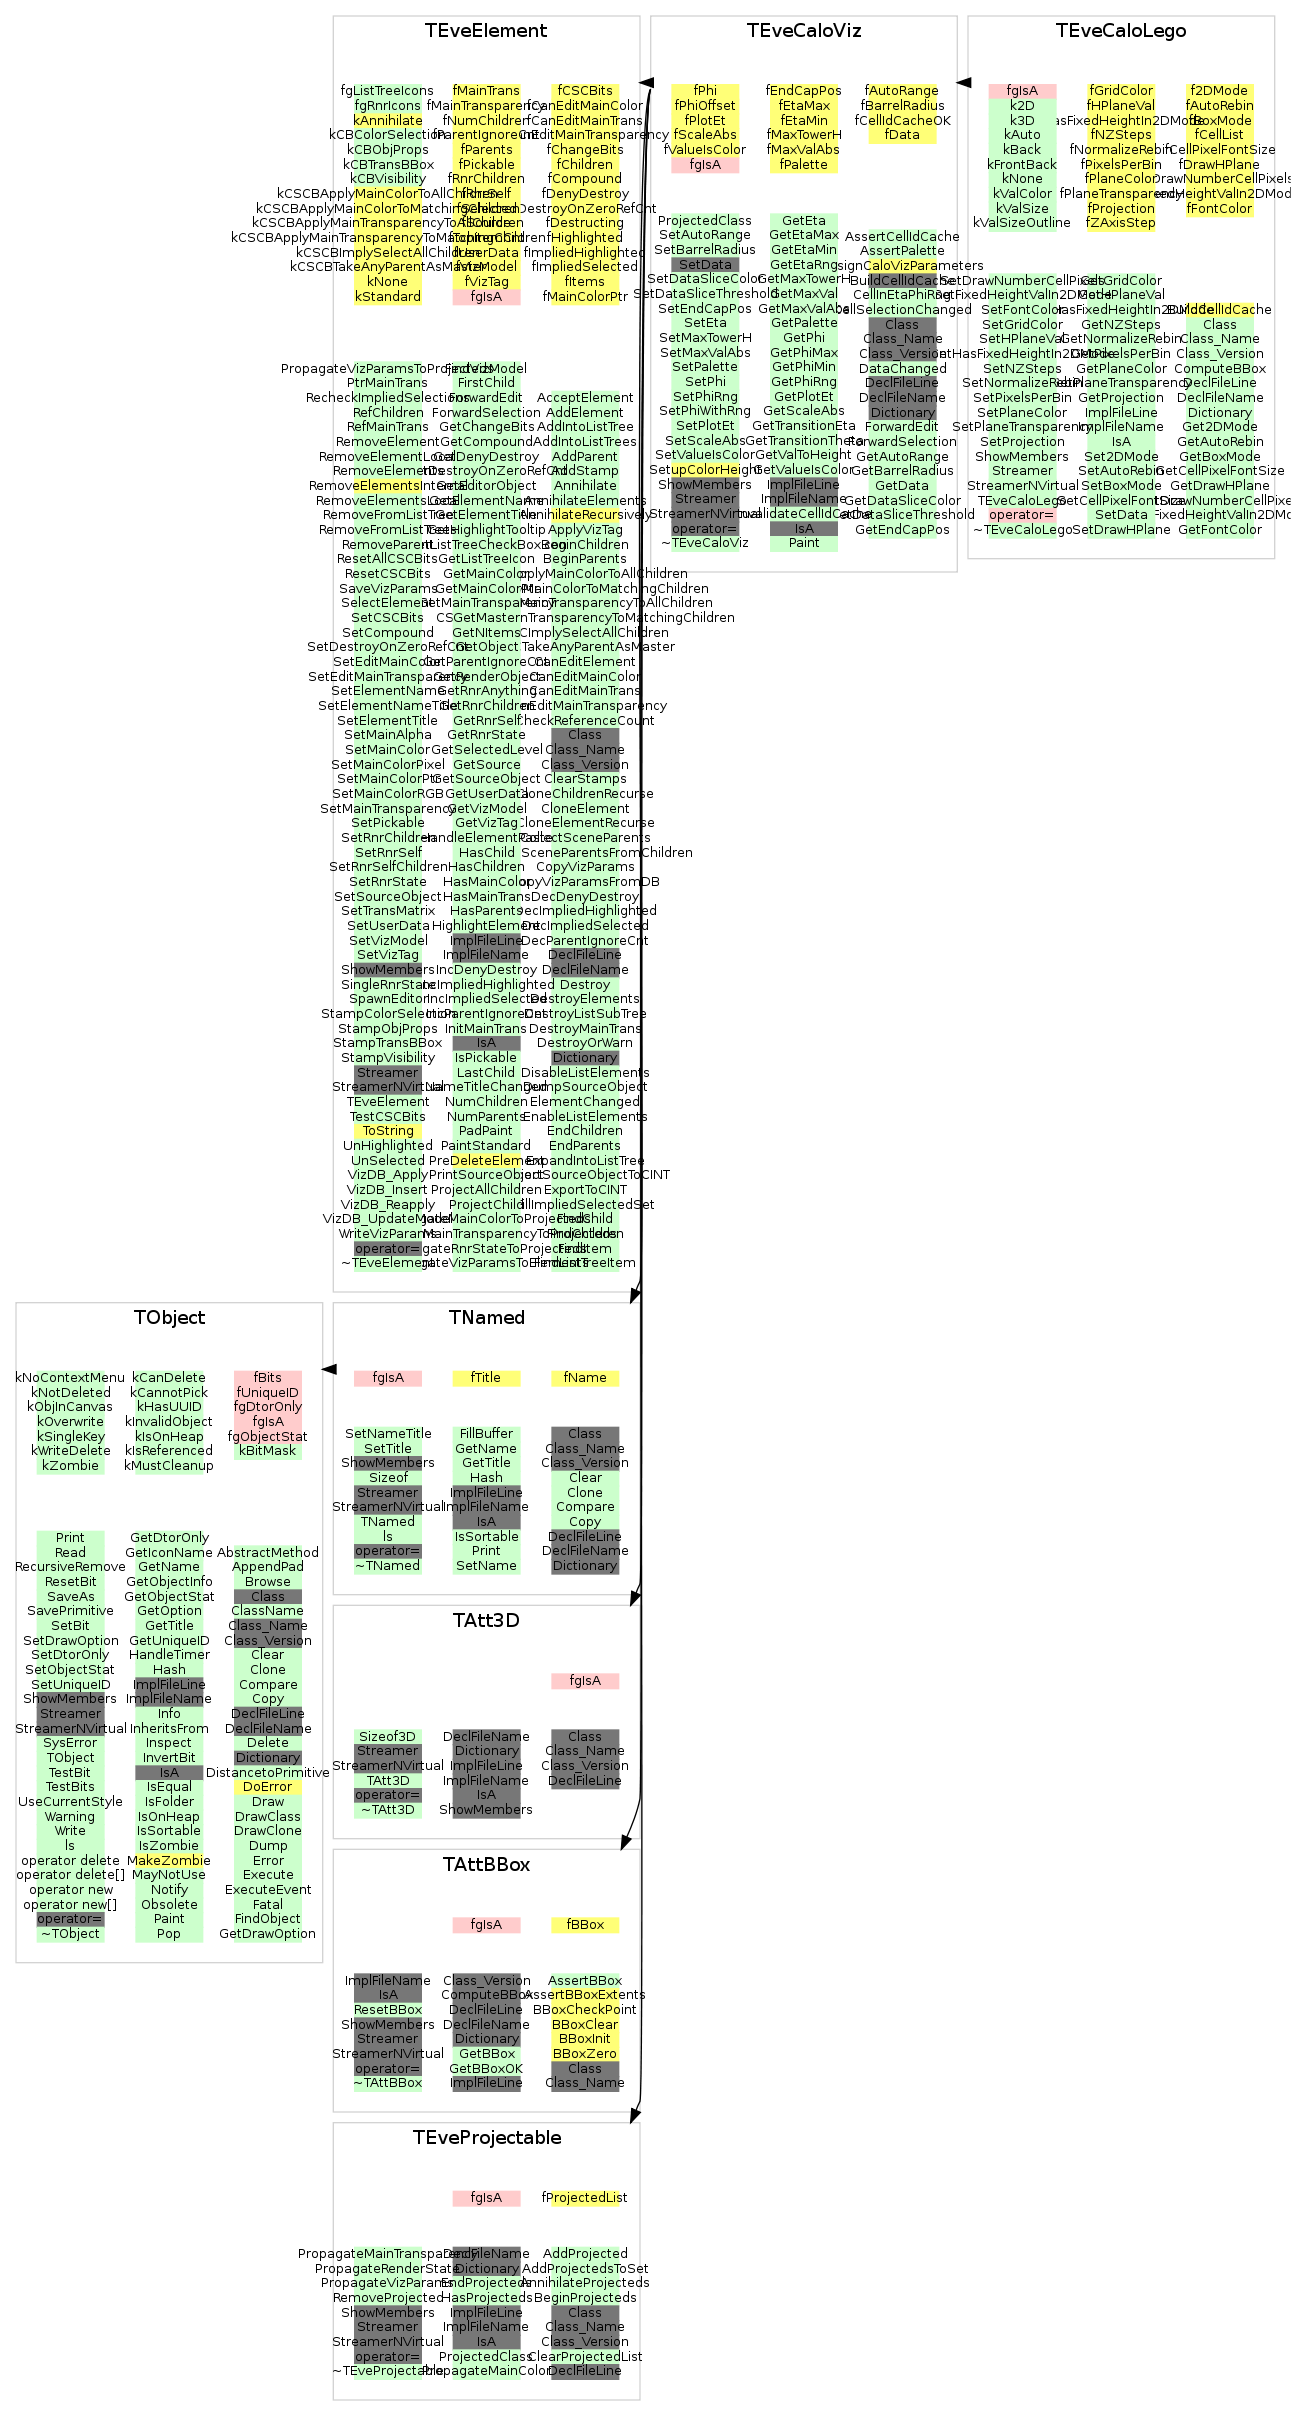 TEveElement
fgListTreeIcons
fgRnrIcons
kAnnihilate
kCBColorSelection
kCBObjProps
kCBTransBBox
kCBVisibility
kCSCBApplyMainColorToAllChildren
kCSCBApplyMainColorToMatchingChildren
kCSCBApplyMainTransparencyToAllChildren
kCSCBApplyMainTransparencyToMatchingChildren
kCSCBImplySelectAllChildren
kCSCBTakeAnyParentAsMaster
kNone
kStandard
fMainTrans
fMainTransparency
fNumChildren
fParentIgnoreCnt
fParents
fPickable
fRnrChildren
fRnrSelf
fSelected
fSource
fTopItemCnt
fUserData
fVizModel
fVizTag
fgIsA
fCSCBits
fCanEditMainColor
fCanEditMainTrans
fCanEditMainTransparency
fChangeBits
fChildren
fCompound
fDenyDestroy
fDestroyOnZeroRefCnt
fDestructing
fHighlighted
fImpliedHighlighted
fImpliedSelected
fItems
fMainColorPtr
PropagateVizParamsToProjecteds
PtrMainTrans
RecheckImpliedSelections
RefChildren
RefMainTrans
RemoveElement
RemoveElementLocal
RemoveElements
RemoveElementsInternal
RemoveElementsLocal
RemoveFromListTree
RemoveFromListTrees
RemoveParent
ResetAllCSCBits
ResetCSCBits
SaveVizParams
SelectElement
SetCSCBits
SetCompound
SetDestroyOnZeroRefCnt
SetEditMainColor
SetEditMainTransparency
SetElementName
SetElementNameTitle
SetElementTitle
SetMainAlpha
SetMainColor
SetMainColorPixel
SetMainColorPtr
SetMainColorRGB
SetMainTransparency
SetPickable
SetRnrChildren
SetRnrSelf
SetRnrSelfChildren
SetRnrState
SetSourceObject
SetTransMatrix
SetUserData
SetVizModel
SetVizTag
ShowMembers
SingleRnrState
SpawnEditor
StampColorSelection
StampObjProps
StampTransBBox
StampVisibility
Streamer
StreamerNVirtual
TEveElement
TestCSCBits
ToString
UnHighlighted
UnSelected
VizDB_Apply
VizDB_Insert
VizDB_Reapply
VizDB_UpdateModel
WriteVizParams
operator=
~TEveElement
FindVizModel
FirstChild
ForwardEdit
ForwardSelection
GetChangeBits
GetCompound
GetDenyDestroy
GetDestroyOnZeroRefCnt
GetEditorObject
GetElementName
GetElementTitle
GetHighlightTooltip
GetListTreeIcon
GetMainColor
GetMainColorPtr
GetMainTransparency
GetMaster
GetNItems
GetObject
GetParentIgnoreCnt
GetRenderObject
GetRnrAnything
GetRnrChildren
GetRnrSelf
GetRnrState
GetSelectedLevel
GetSource
GetSourceObject
GetUserData
GetVizModel
GetVizTag
HandleElementPaste
HasChild
HasChildren
HasMainColor
HasMainTrans
HasParents
HighlightElement
ImplFileLine
ImplFileName
IncDenyDestroy
IncImpliedHighlighted
IncImpliedSelected
IncParentIgnoreCnt
InitMainTrans
IsA
IsPickable
LastChild
NameTitleChanged
NumChildren
NumParents
PadPaint
PaintStandard
PreDeleteElement
PrintSourceObject
ProjectAllChildren
ProjectChild
AcceptElement
AddElement
AddIntoListTree
AddIntoListTrees
AddParent
AddStamp
Annihilate
AnnihilateElements
AnnihilateRecursively
ApplyVizTag
BeginChildren
BeginParents
CanEditElement
CanEditMainColor
CanEditMainTrans
CanEditMainTransparency
CheckReferenceCount
Class
Class_Name
Class_Version
ClearStamps
CloneChildrenRecurse
CloneElement
CloneElementRecurse
CollectSceneParents
CopyVizParams
CopyVizParamsFromDB
DecDenyDestroy
DecImpliedHighlighted
DecImpliedSelected
DecParentIgnoreCnt
DeclFileLine
DeclFileName
Destroy
DestroyElements
DestroyListSubTree
DestroyMainTrans
DestroyOrWarn
Dictionary
DisableListElements
DumpSourceObject
ElementChanged
EnableListElements
EndChildren
EndParents
ExpandIntoListTree
ExportToCINT
FindChild
FindChildren
FindItem
FindListTreeItem
TEveCaloViz
fPhi
fPhiOffset
fPlotEt
fScaleAbs
fValueIsColor
fgIsA
fEndCapPos
fEtaMax
fEtaMin
fMaxTowerH
fMaxValAbs
fPalette
fAutoRange
fBarrelRadius
fCellIdCacheOK
fData
ProjectedClass
SetAutoRange
SetBarrelRadius
SetData
SetDataSliceColor
SetDataSliceThreshold
SetEndCapPos
SetEta
SetMaxTowerH
SetMaxValAbs
SetPalette
SetPhi
SetPhiRng
SetPhiWithRng
SetPlotEt
SetScaleAbs
SetValueIsColor
SetupColorHeight
ShowMembers
Streamer
StreamerNVirtual
operator=
~TEveCaloViz
GetEta
GetEtaMax
GetEtaMin
GetEtaRng
GetMaxTowerH
GetMaxVal
GetMaxValAbs
GetPalette
GetPhi
GetPhiMax
GetPhiMin
GetPhiRng
GetPlotEt
GetScaleAbs
GetTransitionEta
GetTransitionTheta
GetValToHeight
GetValueIsColor
ImplFileLine
ImplFileName
InvalidateCellIdCache
IsA
Paint
AssertCellIdCache
AssertPalette
AssignCaloVizParameters
BuildCellIdCache
CellInEtaPhiRng
CellSelectionChanged
Class
Class_Name
Class_Version
DataChanged
DeclFileLine
DeclFileName
Dictionary
ForwardEdit
ForwardSelection
GetAutoRange
GetBarrelRadius
GetData
GetDataSliceColor
GetDataSliceThreshold
GetEndCapPos
TEveCaloLego
fgIsA
k2D
k3D
kAuto
kBack
kFrontBack
kNone
kValColor
kValSize
kValSizeOutline
fGridColor
fHPlaneVal
fHasFixedHeightIn2DMode
fNZSteps
fNormalizeRebin
fPixelsPerBin
fPlaneColor
fPlaneTransparency
fProjection
fZAxisStep
f2DMode
fAutoRebin
fBoxMode
fCellList
fCellPixelFontSize
fDrawHPlane
fDrawNumberCellPixels
fFixedHeightValIn2DMode
fFontColor
SetDrawNumberCellPixels
SetFixedHeightValIn2DMode
SetFontColor
SetGridColor
SetHPlaneVal
SetHasFixedHeightIn2DMode
SetNZSteps
SetNormalizeRebin
SetPixelsPerBin
SetPlaneColor
SetPlaneTransparency
SetProjection
ShowMembers
Streamer
StreamerNVirtual
TEveCaloLego
operator=
~TEveCaloLego
GetGridColor
GetHPlaneVal
GetHasFixedHeightIn2DMode
GetNZSteps
GetNormalizeRebin
GetPixelsPerBin
GetPlaneColor
GetPlaneTransparency
GetProjection
ImplFileLine
ImplFileName
IsA
Set2DMode
SetAutoRebin
SetBoxMode
SetCellPixelFontSize
SetData
SetDrawHPlane
BuildCellIdCache
Class
Class_Name
Class_Version
ComputeBBox
DeclFileLine
DeclFileName
Dictionary
Get2DMode
GetAutoRebin
GetBoxMode
GetCellPixelFontSize
GetDrawHPlane
GetDrawNumberCellPixels
GetFixedHeightValIn2DMode
GetFontColor
TObject
kNoContextMenu
kNotDeleted
kObjInCanvas
kOverwrite
kSingleKey
kWriteDelete
kZombie
kCanDelete
kCannotPick
kHasUUID
kInvalidObject
kIsOnHeap
kIsReferenced
kMustCleanup
fBits
fUniqueID
fgDtorOnly
fgIsA
fgObjectStat
kBitMask
Print
Read
RecursiveRemove
ResetBit
SaveAs
SavePrimitive
SetBit
SetDrawOption
SetDtorOnly
SetObjectStat
SetUniqueID
ShowMembers
Streamer
StreamerNVirtual
SysError
TObject
TestBit
TestBits
UseCurrentStyle
Warning
Write
ls
operator delete
operator delete[]
operator new
operator new[]
operator=
~TObject
GetDtorOnly
GetIconName
GetName
GetObjectInfo
GetObjectStat
GetOption
GetTitle
GetUniqueID
HandleTimer
Hash
ImplFileLine
ImplFileName
Info
InheritsFrom
Inspect
InvertBit
IsA
IsEqual
IsFolder
IsOnHeap
IsSortable
IsZombie
MakeZombie
MayNotUse
Notify
Obsolete
Paint
Pop
AbstractMethod
AppendPad
Browse
Class
ClassName
Class_Name
Class_Version
Clear
Clone
Compare
Copy
DeclFileLine
DeclFileName
Delete
Dictionary
DistancetoPrimitive
DoError
Draw
DrawClass
DrawClone
Dump
Error
Execute
ExecuteEvent
Fatal
FindObject
GetDrawOption
TNamed
fgIsA
fTitle
fName
SetNameTitle
SetTitle
ShowMembers
Sizeof
Streamer
StreamerNVirtual
TNamed
ls
operator=
~TNamed
FillBuffer
GetName
GetTitle
Hash
ImplFileLine
ImplFileName
IsA
IsSortable
Print
SetName
Class
Class_Name
Class_Version
Clear
Clone
Compare
Copy
DeclFileLine
DeclFileName
Dictionary
TAtt3D
fgIsA
Sizeof3D
Streamer
StreamerNVirtual
TAtt3D
operator=
~TAtt3D
DeclFileName
Dictionary
ImplFileLine
ImplFileName
IsA
ShowMembers
Class
Class_Name
Class_Version
DeclFileLine
TAttBBox
fgIsA
fBBox
ImplFileName
IsA
ResetBBox
ShowMembers
Streamer
StreamerNVirtual
operator=
~TAttBBox
Class_Version
ComputeBBox
DeclFileLine
DeclFileName
Dictionary
GetBBox
GetBBoxOK
ImplFileLine
AssertBBox
AssertBBoxExtents
BBoxCheckPoint
BBoxClear
BBoxInit
BBoxZero
Class
Class_Name
TEveProjectable
fgIsA
fProjectedList
PropagateMainTransparency
PropagateRenderState
PropagateVizParams
RemoveProjected
ShowMembers
Streamer
StreamerNVirtual
operator=
~TEveProjectable
DeclFileName
Dictionary
EndProjecteds
HasProjecteds
ImplFileLine
ImplFileName
IsA
ProjectedClass
PropagateMainColor
AddProjected
AddProjectedsToSet
AnnihilateProjecteds
BeginProjecteds
Class
Class_Name
Class_Version
ClearProjectedList
DeclFileLine